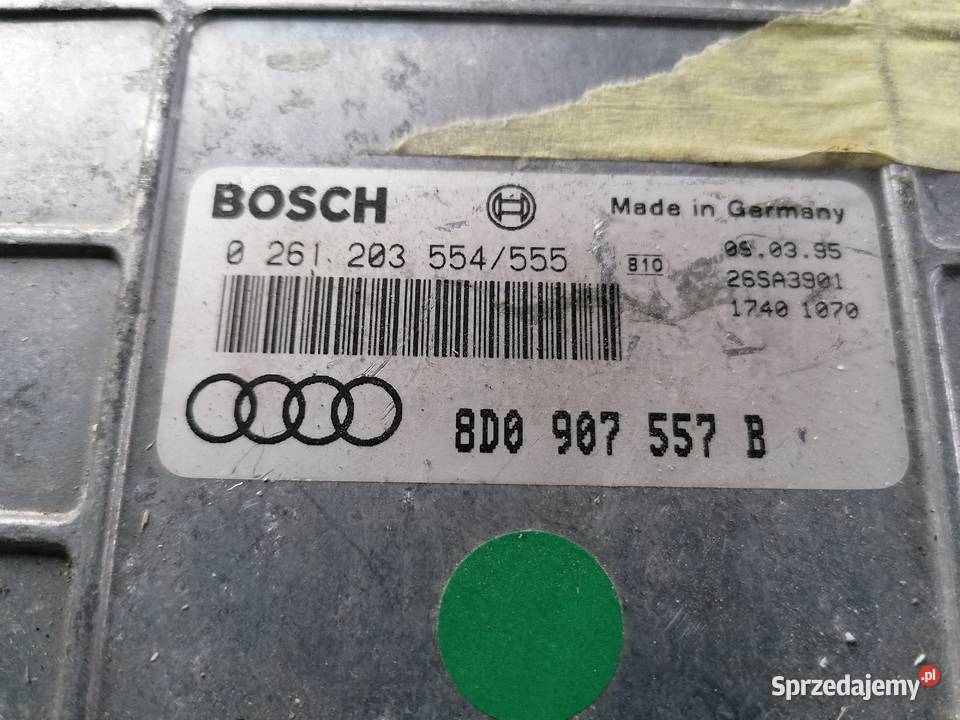 BOSCH
Made in Germany
0 261 203 554/555
810
09.03.95
26SA3901
1740 1070
8D0 907 557 B
Sprzedajemy.pl